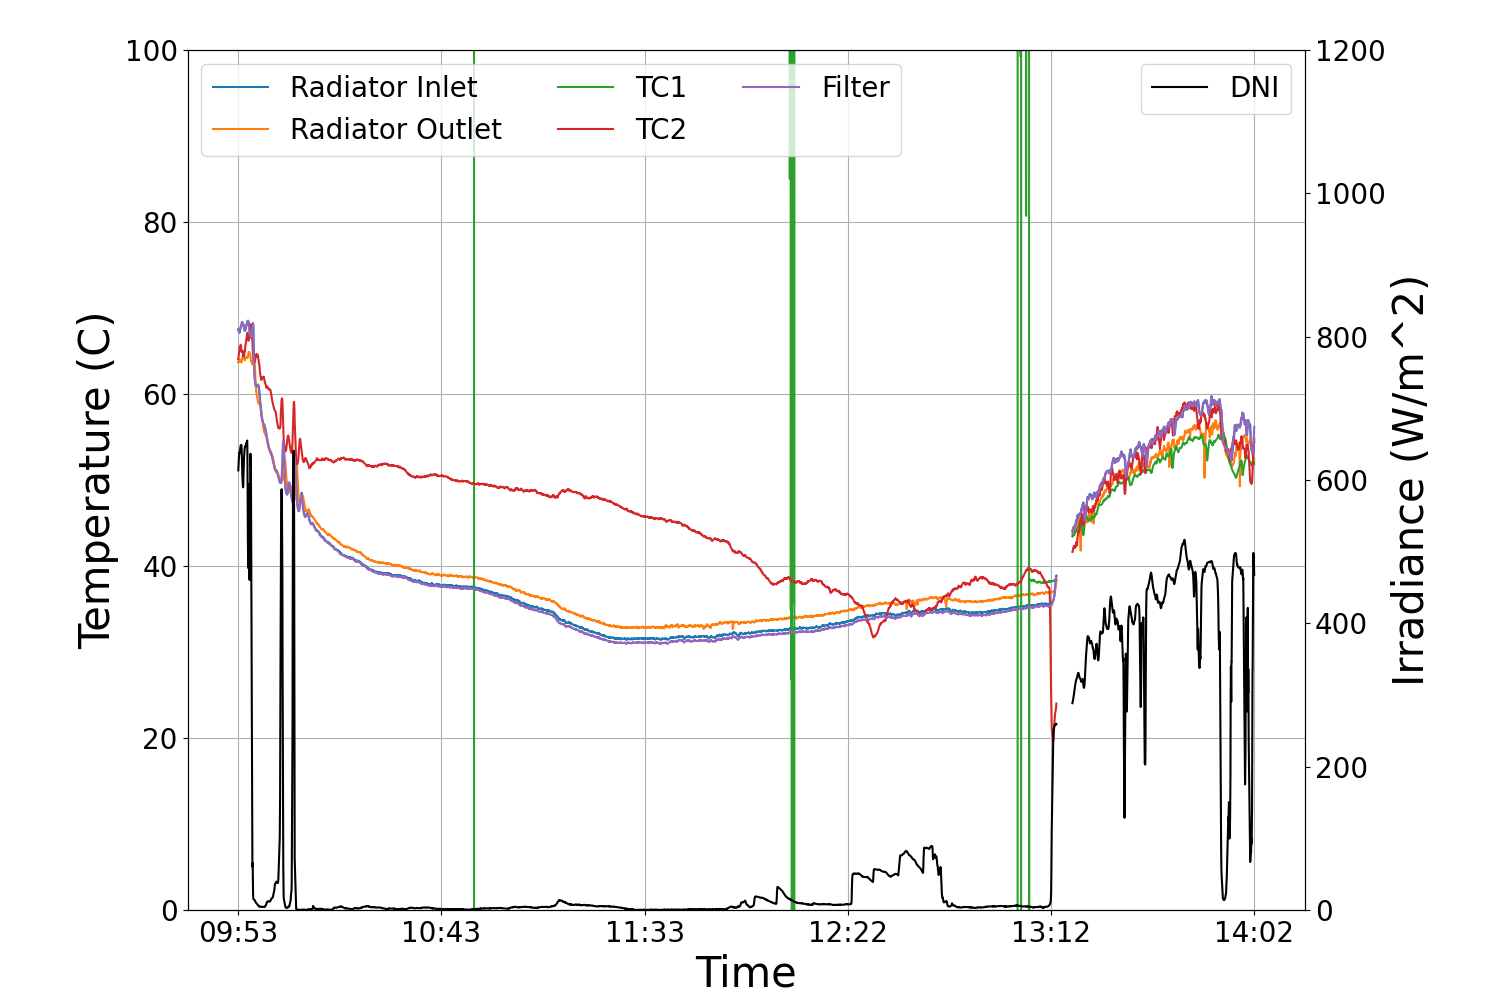 100
80
60
40
20
0
Temperature (C)
Radiator Inlet
Radiator Outlet
TC1
TC2
Filter
DNI
1200
1000
800
600
400
200
0
Irradiance (W/m^2)
09:53 10:43 11:33 12:22 13:12 14:02
Time